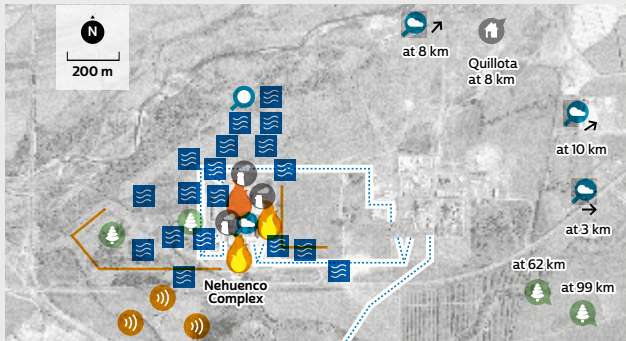 N
200 m
at 8 km
Quillota
at 8 km
at 10 km
at 3 km
at 62 km
at 99 km
Nehuenco
Complex